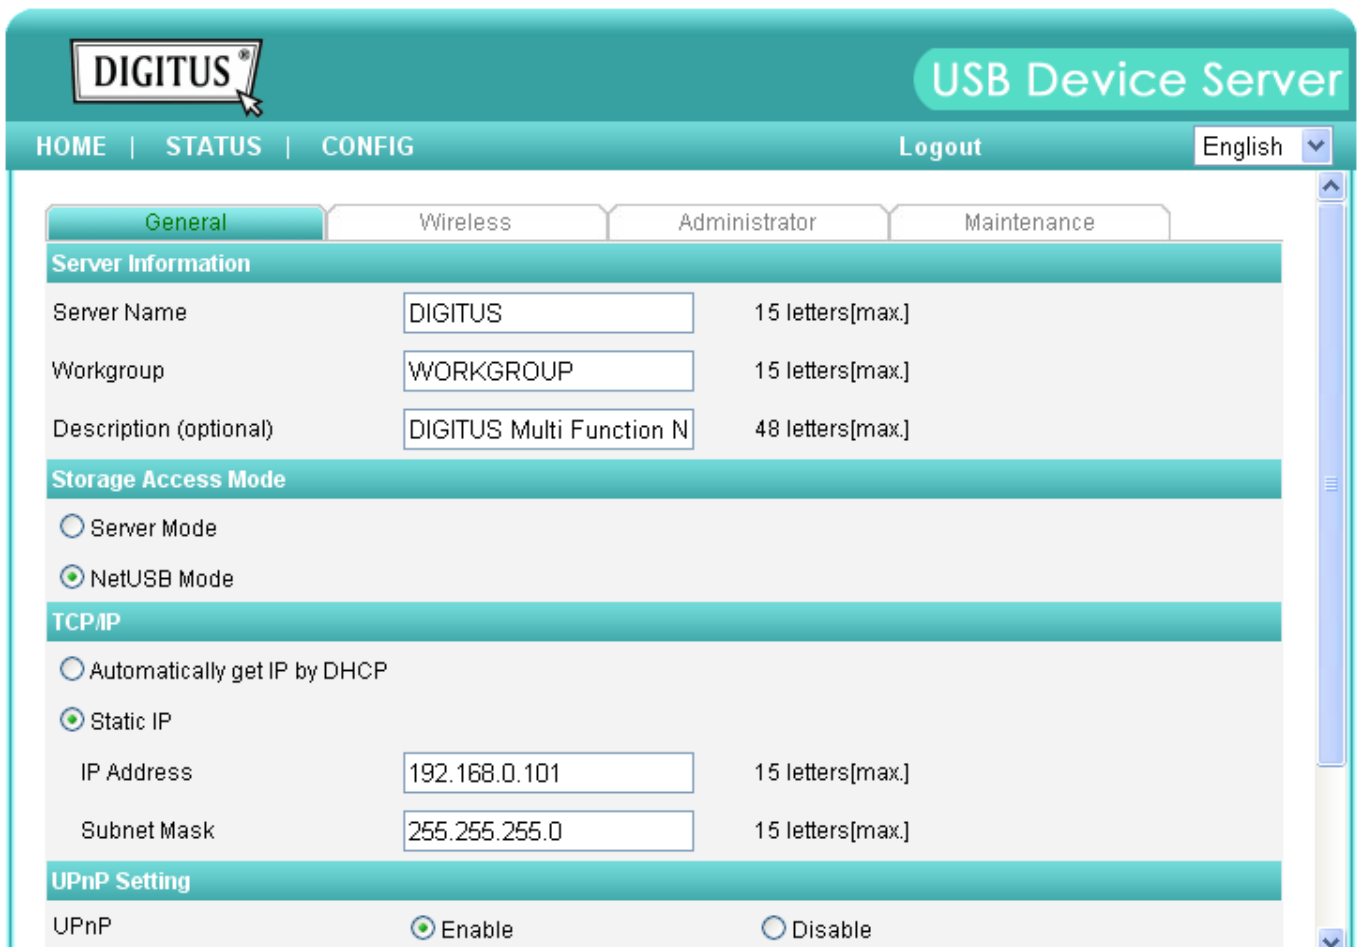 DIGITUS®
USB Device Server
HOME | STATUS | CONFIG Logout English
General Wireless Administrator Maintenance
Server Information
Server Name DIGITUS 15 letters[max.]
Workgroup WORKGROUP 15 letters[max.]
Description (optional) DIGITUS Multi Function N 48 letters[max.]
Storage Access Mode
Server Mode
NetUSB Mode
TCP/IP
Automatically get IP by DHCP
Static IP
IP Address 192.168.0.101 15 letters[max.]
Subnet Mask 255.255.255.0 15 letters[max.]
UPnP Setting
UPnP Enable Disable